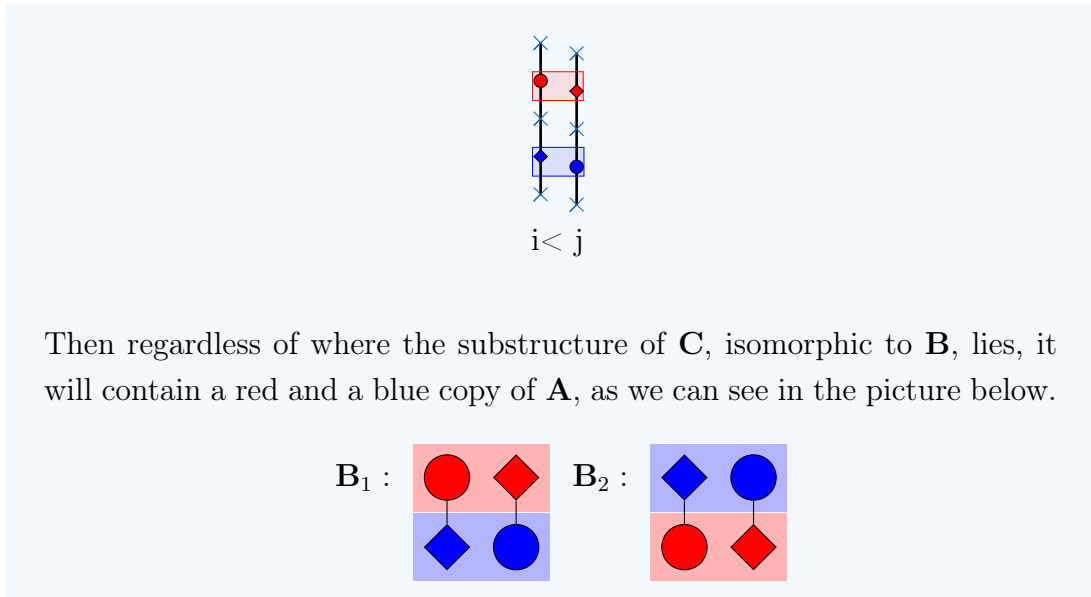 i< j
Then regardless of where the substructure of C, isomorphic to B, lies, it
will contain a red and a blue copy of A, as we can see in the picture below.
B₁ : B₂ :